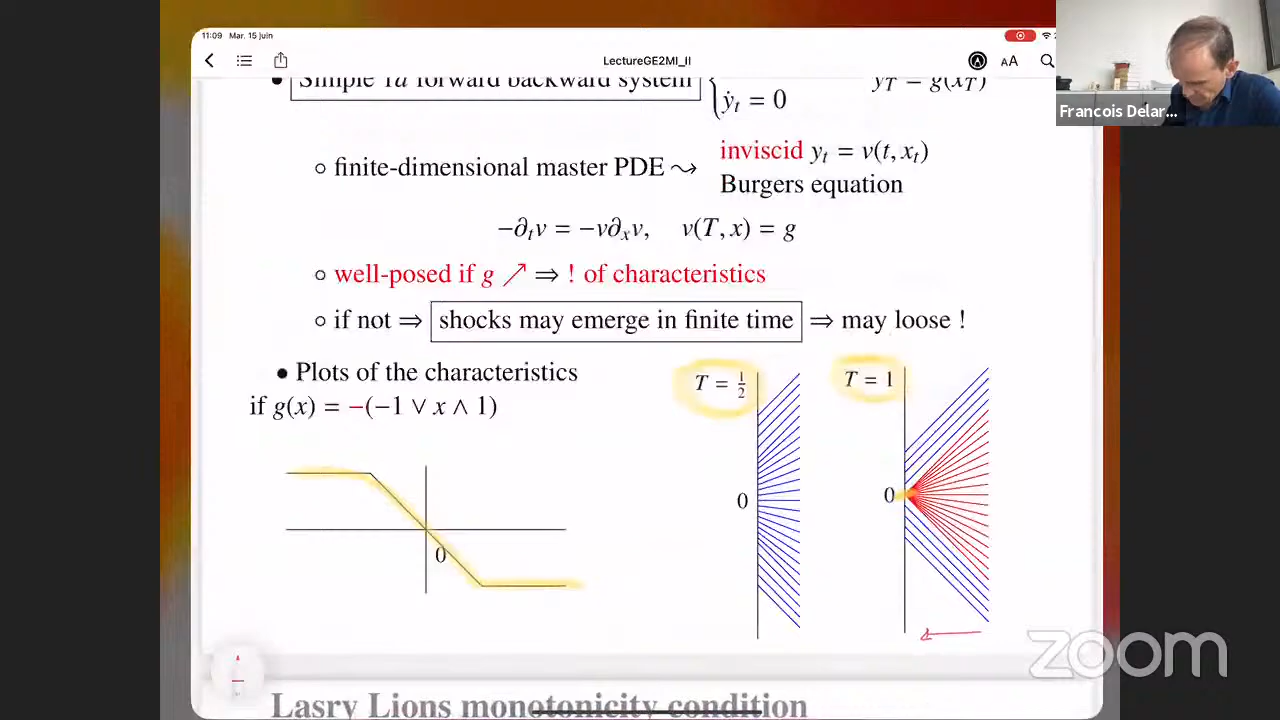 11:09 Mar. 15 juin
LectureGE2MI_II
AA
• Simple 1d forward backward system { ẏₜ = 0 y_T = g(x_T)
○ finite-dimensional master PDE ⤳ inviscid yₜ = v(t, xₜ)
Burgers equation
−∂ₜv = −v∂ₓv, v(T, x) = g
○ well-posed if g ↗ ⇒ ! of characteristics
○ if not ⇒ shocks may emerge in finite time ⇒ may loose !
• Plots of the characteristics
if g(x) = −(−1 ∨ x ∧ 1)
0
T = 1/2
0
T = 1
0
Lasry Lions monotonicity condition
Francois Delar...
zoom